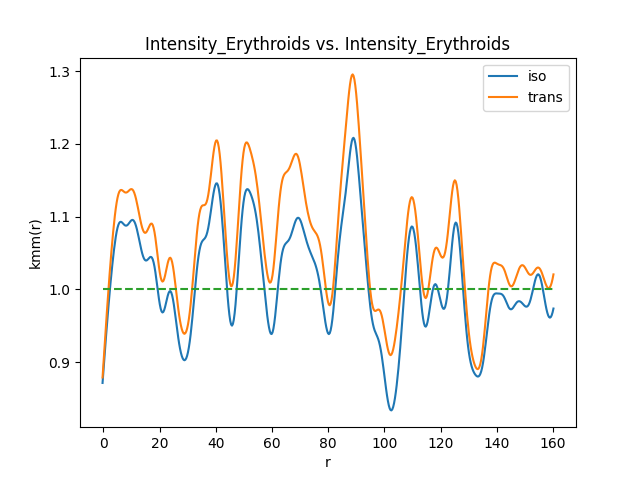 Intensity_Erythroids vs. Intensity_Erythroids
iso
trans
kmm(r)
1.3
1.2
1.1
1.0
0.9
0 20 40 60 80 100 120 140 160
r